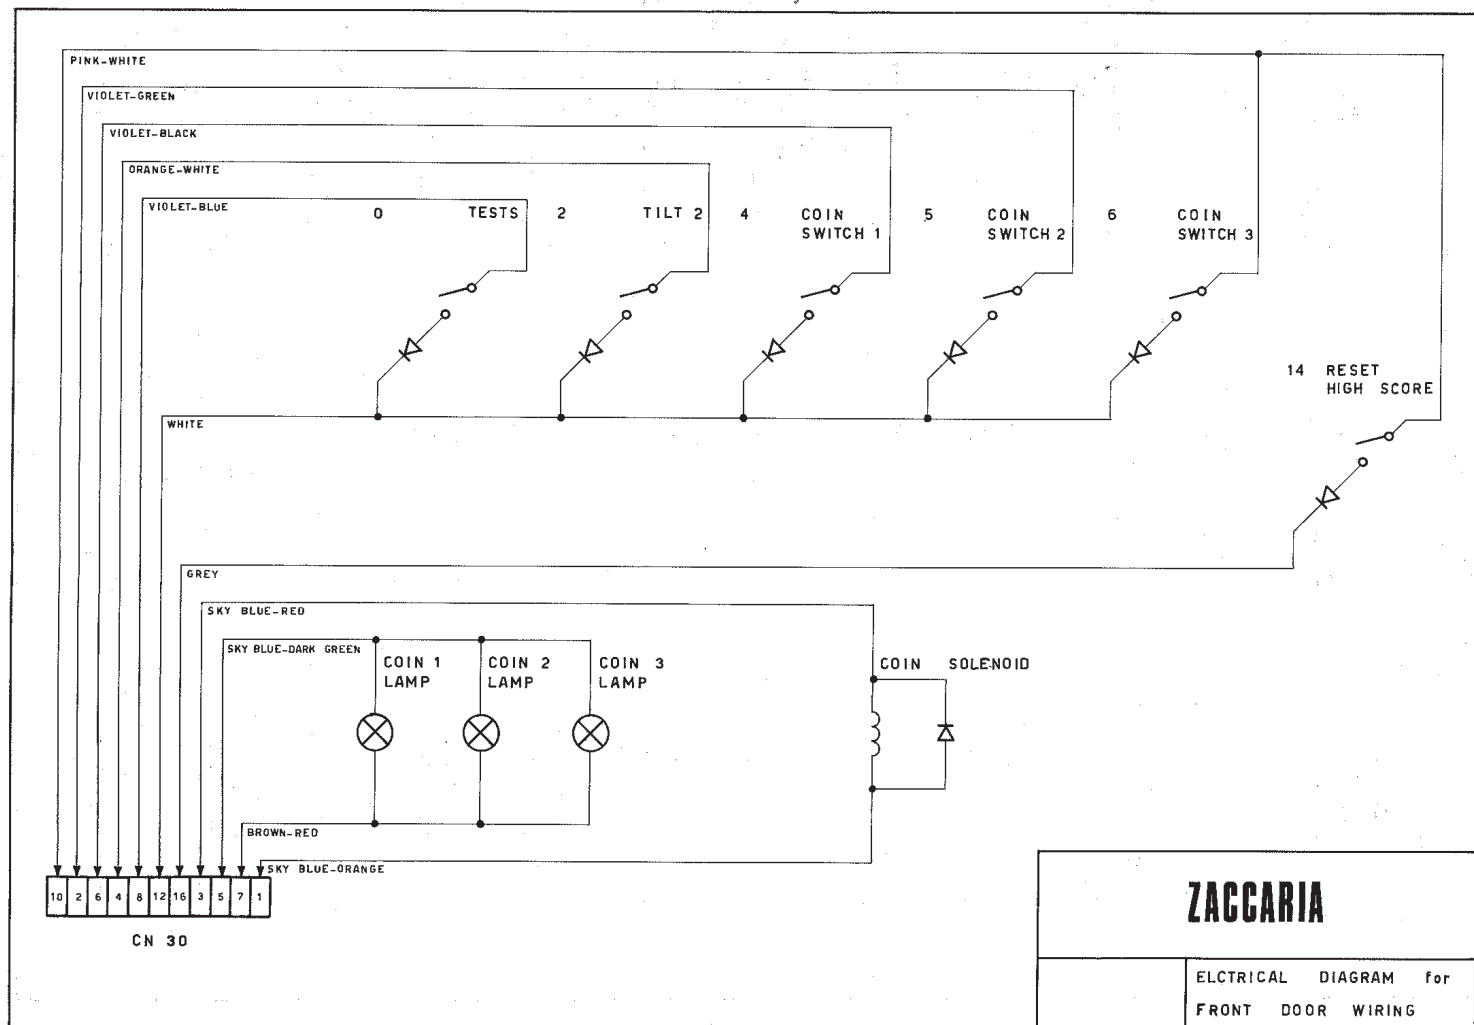 PINK-WHITE
VIOLET-GREEN
VIOLET-BLACK
ORANGE-WHITE
VIOLET-BLUE
0 TESTS
2 TILT 2
4 COIN
SWITCH 1
5 COIN
SWITCH 2
6 COIN
SWITCH 3
14 RESET
HIGH SCORE
WHITE
GREY
SKY BLUE-RED
SKY BLUE-DARK GREEN
COIN 1
LAMP
COIN 2
LAMP
COIN 3
LAMP
COIN SOLENOID
BROWN-RED
SKY BLUE-ORANGE
10 2 6 4 8 12 16 3 5 7 1
CN 30
ZACCARIA
ELCTRICAL DIAGRAM for
FRONT DOOR WIRING